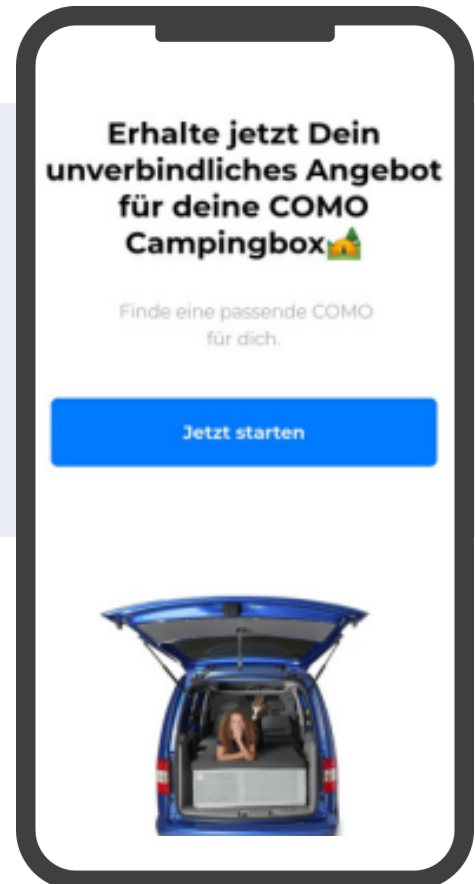 Erhalte jetzt Dein
unverbindliches Angebot
für deine COMO
Campingbox🏕️
Finde eine passende COMO
für dich.
Jetzt starten